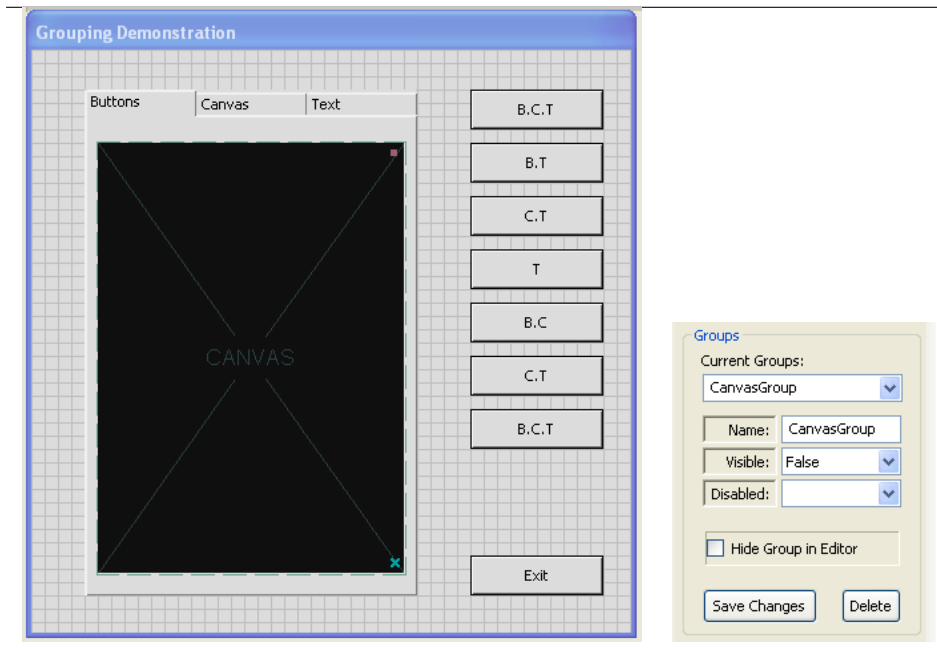 Grouping Demonstration
Buttons
Canvas
Text
CANVAS
B.C.T
B.T
C.T
T
B.C
C.T
B.C.T
Exit
Groups
Current Groups:
CanvasGroup
Name: CanvasGroup
Visible: False
Disabled:
Hide Group in Editor
Save Changes
Delete